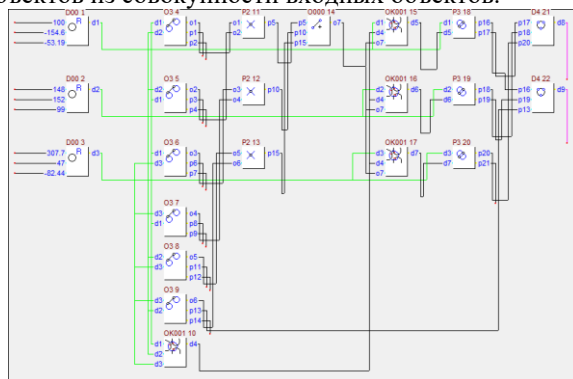 ъектов из совокупности входных объектов.
D00 1 O3 4 P2 11 O000 14 OK001 15 P3 18 D4 21
100 R d1 d1 o1 o1 p5 p5 o7 d1 d5 d1 p16 p17 d8
-154.6 d2 p1 o2 p10 d3 d5 p17 p18
-53.19 p2 p15 d4 p20
o7
D00 2 O3 5 P2 12 OK001 16 P3 19 D4 22
148 R d2 d2 o2 o3 p10 d2 d6 d2 p18 p16 d9
152 d1 p3 o4 d3 d6 p19 p19
99 p4 d4 p13
o7
D00 3 O3 6 P2 13 OK001 17 P3 20
307.7 R d3 d1 o3 o5 p15 d3 d7 d3 p20
47 d3 p6 o6 d4 d7 p21
-82.44 p7 o7
O3 7
d3 o4
d1 p8
p9
O3 8
d2 o5
d3 p11
p12
O3 9
d3 o6
d2 p13
p14
OK001 10
d1 d4
d2
d3